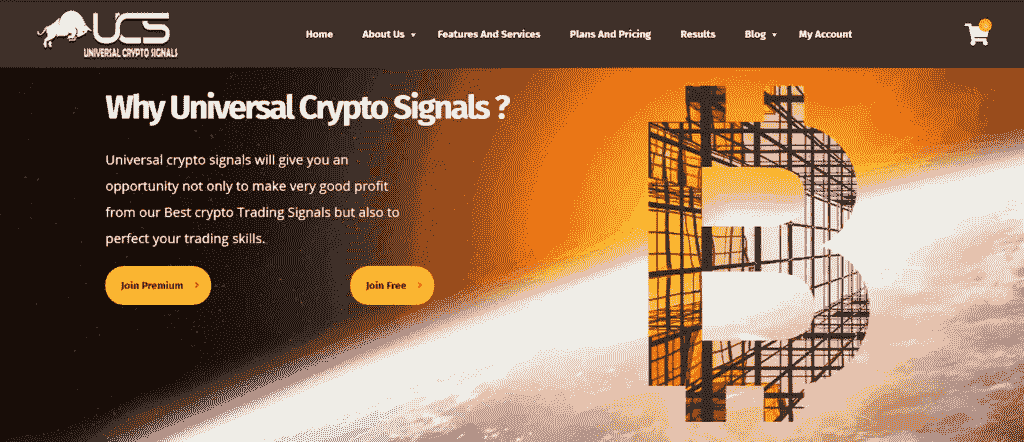 UCS
UNIVERSAL CRYPTO SIGNALS
Home About Us Features And Services Plans And Pricing Results Blog My Account
Why Universal Crypto Signals ?
Universal crypto signals will give you an
opportunity not only to make very good profit
from our Best crypto Trading Signals but also to
perfect your trading skills.
Join Premium Join Free